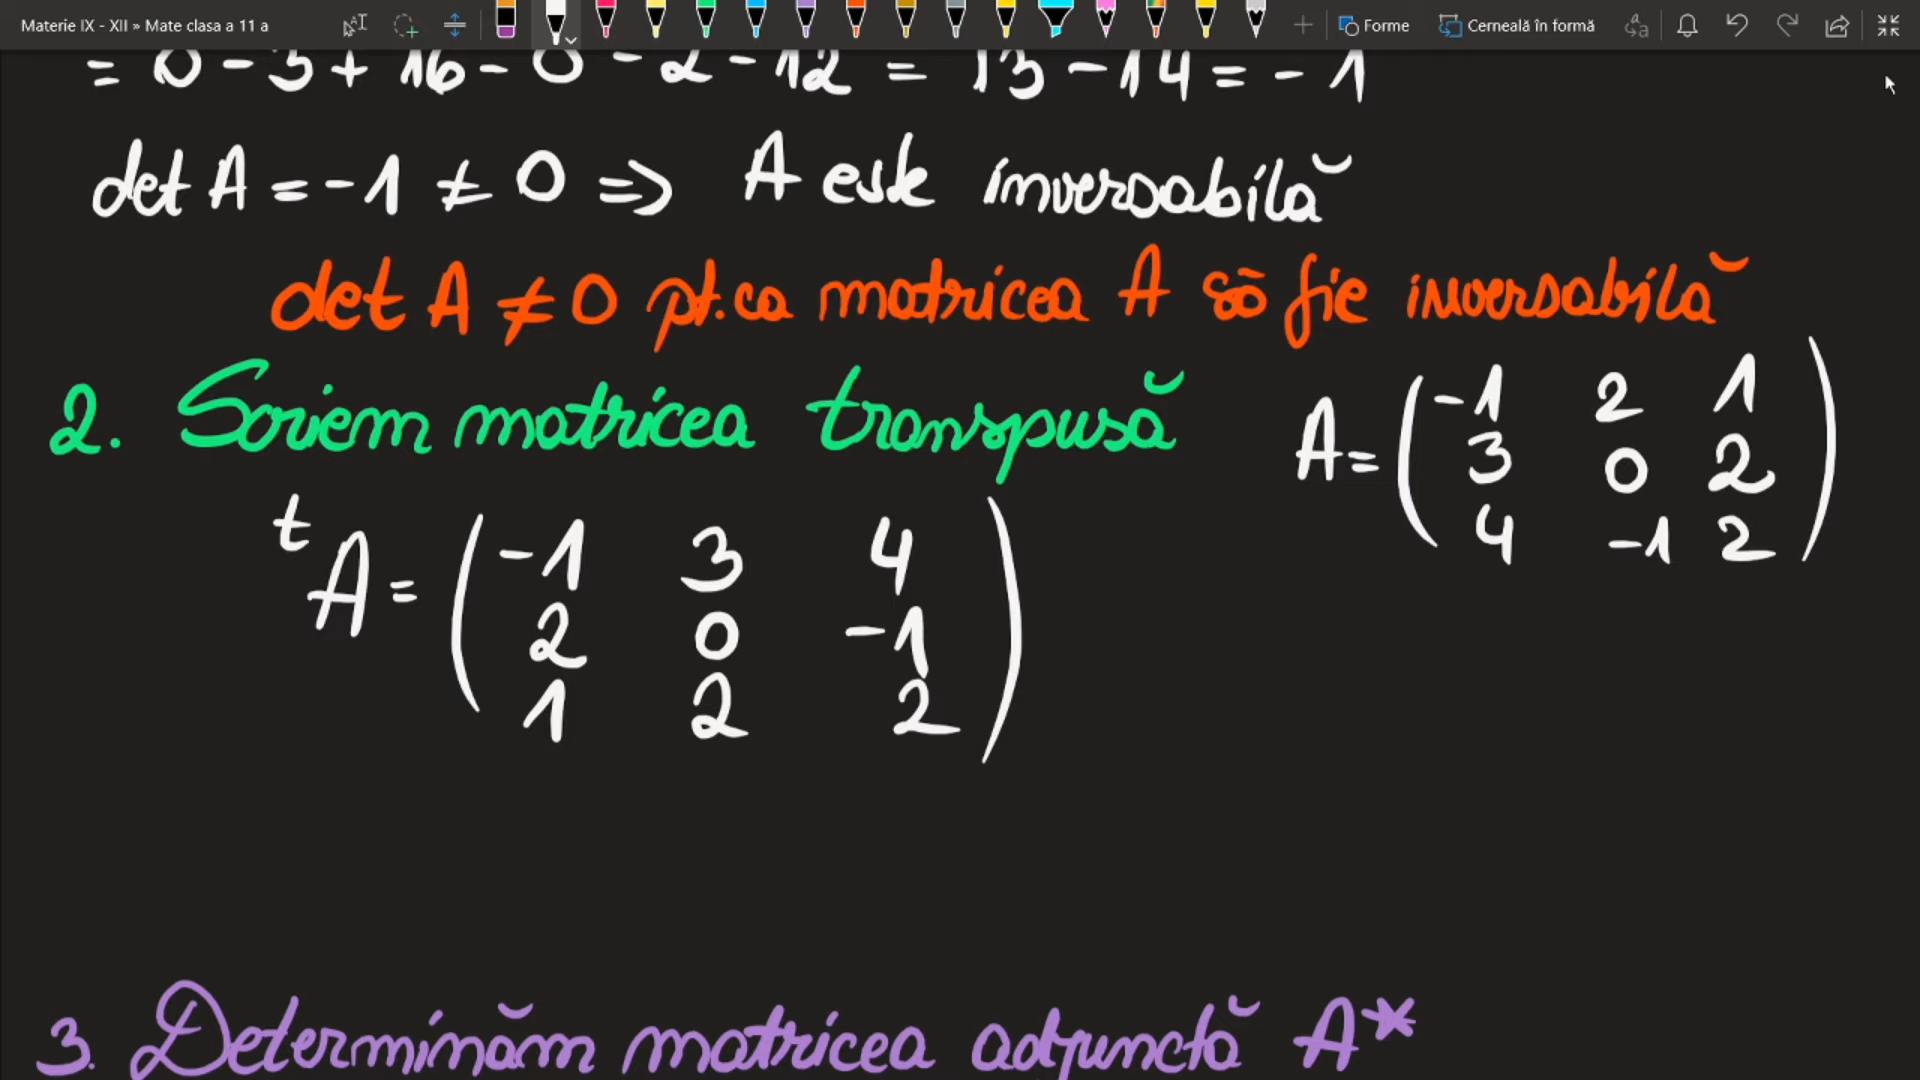 Materie IX - XII » Mate clasa a 11 a
Forme
Cerneală în formă
= 0 - 3 + 16 - 0 - 2 - 12 = 13 - 14 = - 1
det A = -1 ≠ 0 => A este inversabilă
det A ≠ 0 pt. ca matricea A să fie inversabilă
2. Scriem matricea transpusă
A = ( -1 2 1
3 0 2
4 -1 2 )
t
A = ( -1 3 4
2 0 -1
1 2 2 )
3. Determinăm matricea adjunctă A*